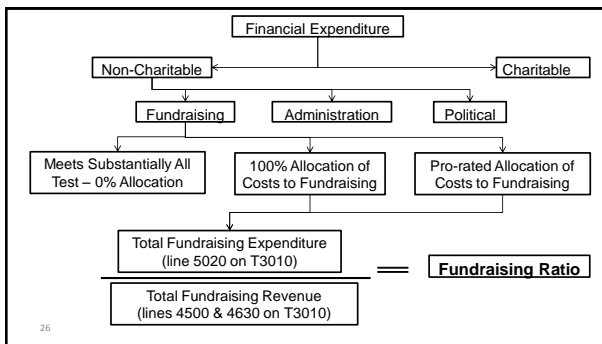 Financial Expenditure
Non-Charitable
Charitable
Fundraising
Administration
Political
Meets Substantially All
Test – 0% Allocation
100% Allocation of
Costs to Fundraising
Pro-rated Allocation of
Costs to Fundraising
Total Fundraising Expenditure
(line 5020 on T3010)
Fundraising Ratio
Total Fundraising Revenue
(lines 4500 & 4630 on T3010)
26